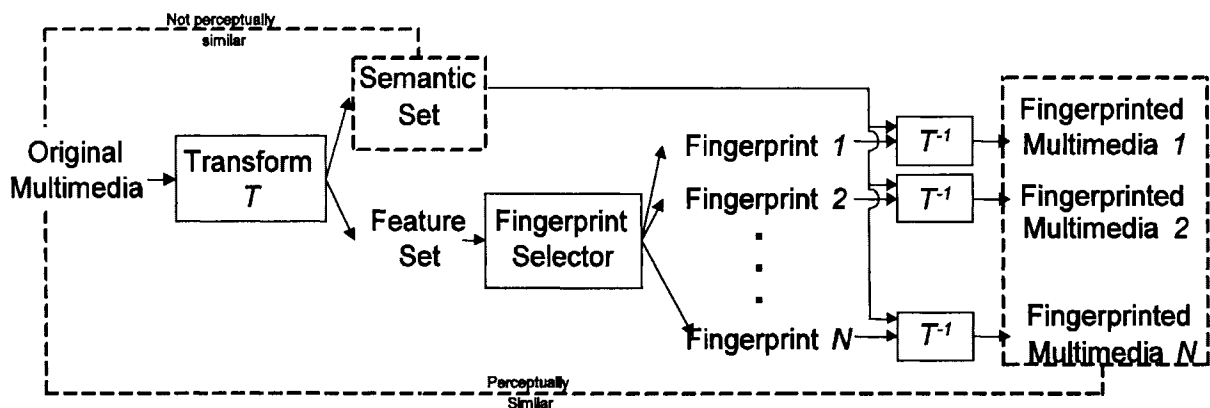 Not perceptually
similar
Semantic
Set
Original
Multimedia
Transform
T
Feature
Set
Fingerprint
Selector
Fingerprint 1
Fingerprint 2
Fingerprint N
T⁻¹
T⁻¹
T⁻¹
Fingerprinted
Multimedia 1
Fingerprinted
Multimedia 2
Fingerprinted
Multimedia N
Perceptually
Similar